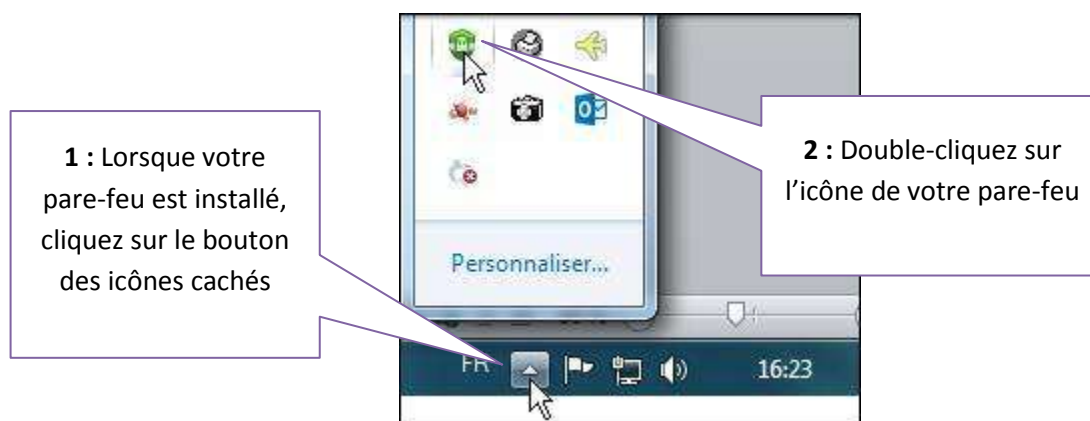 1 : Lorsque votre
pare-feu est installé,
cliquez sur le bouton
des icônes cachés
2 : Double-cliquez sur
l’icône de votre pare-feu
Personnaliser...
FR
16:23